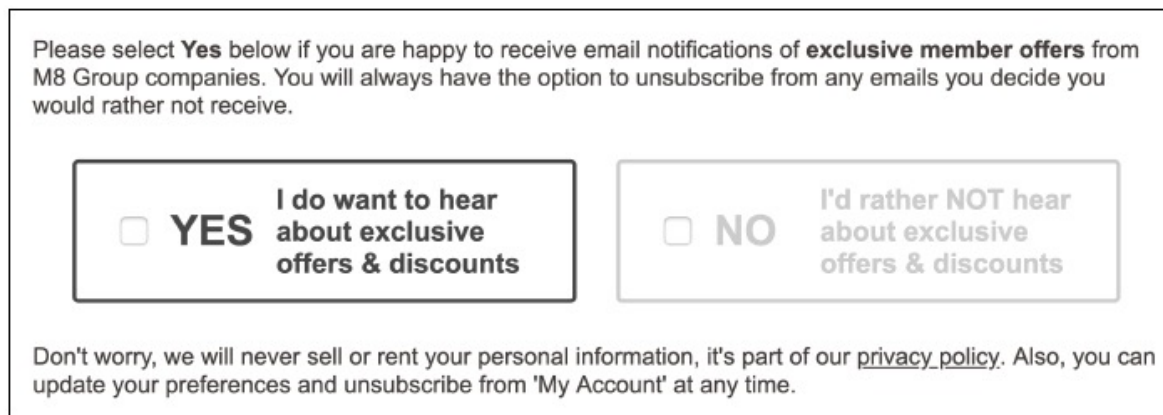 Please select Yes below if you are happy to receive email notifications of exclusive member offers from
M8 Group companies. You will always have the option to unsubscribe from any emails you decide you
would rather not receive.
YES
I do want to hear
about exclusive
offers & discounts
NO
I'd rather NOT hear
about exclusive
offers & discounts
Don't worry, we will never sell or rent your personal information, it's part of our privacy policy. Also, you can
update your preferences and unsubscribe from 'My Account' at any time.